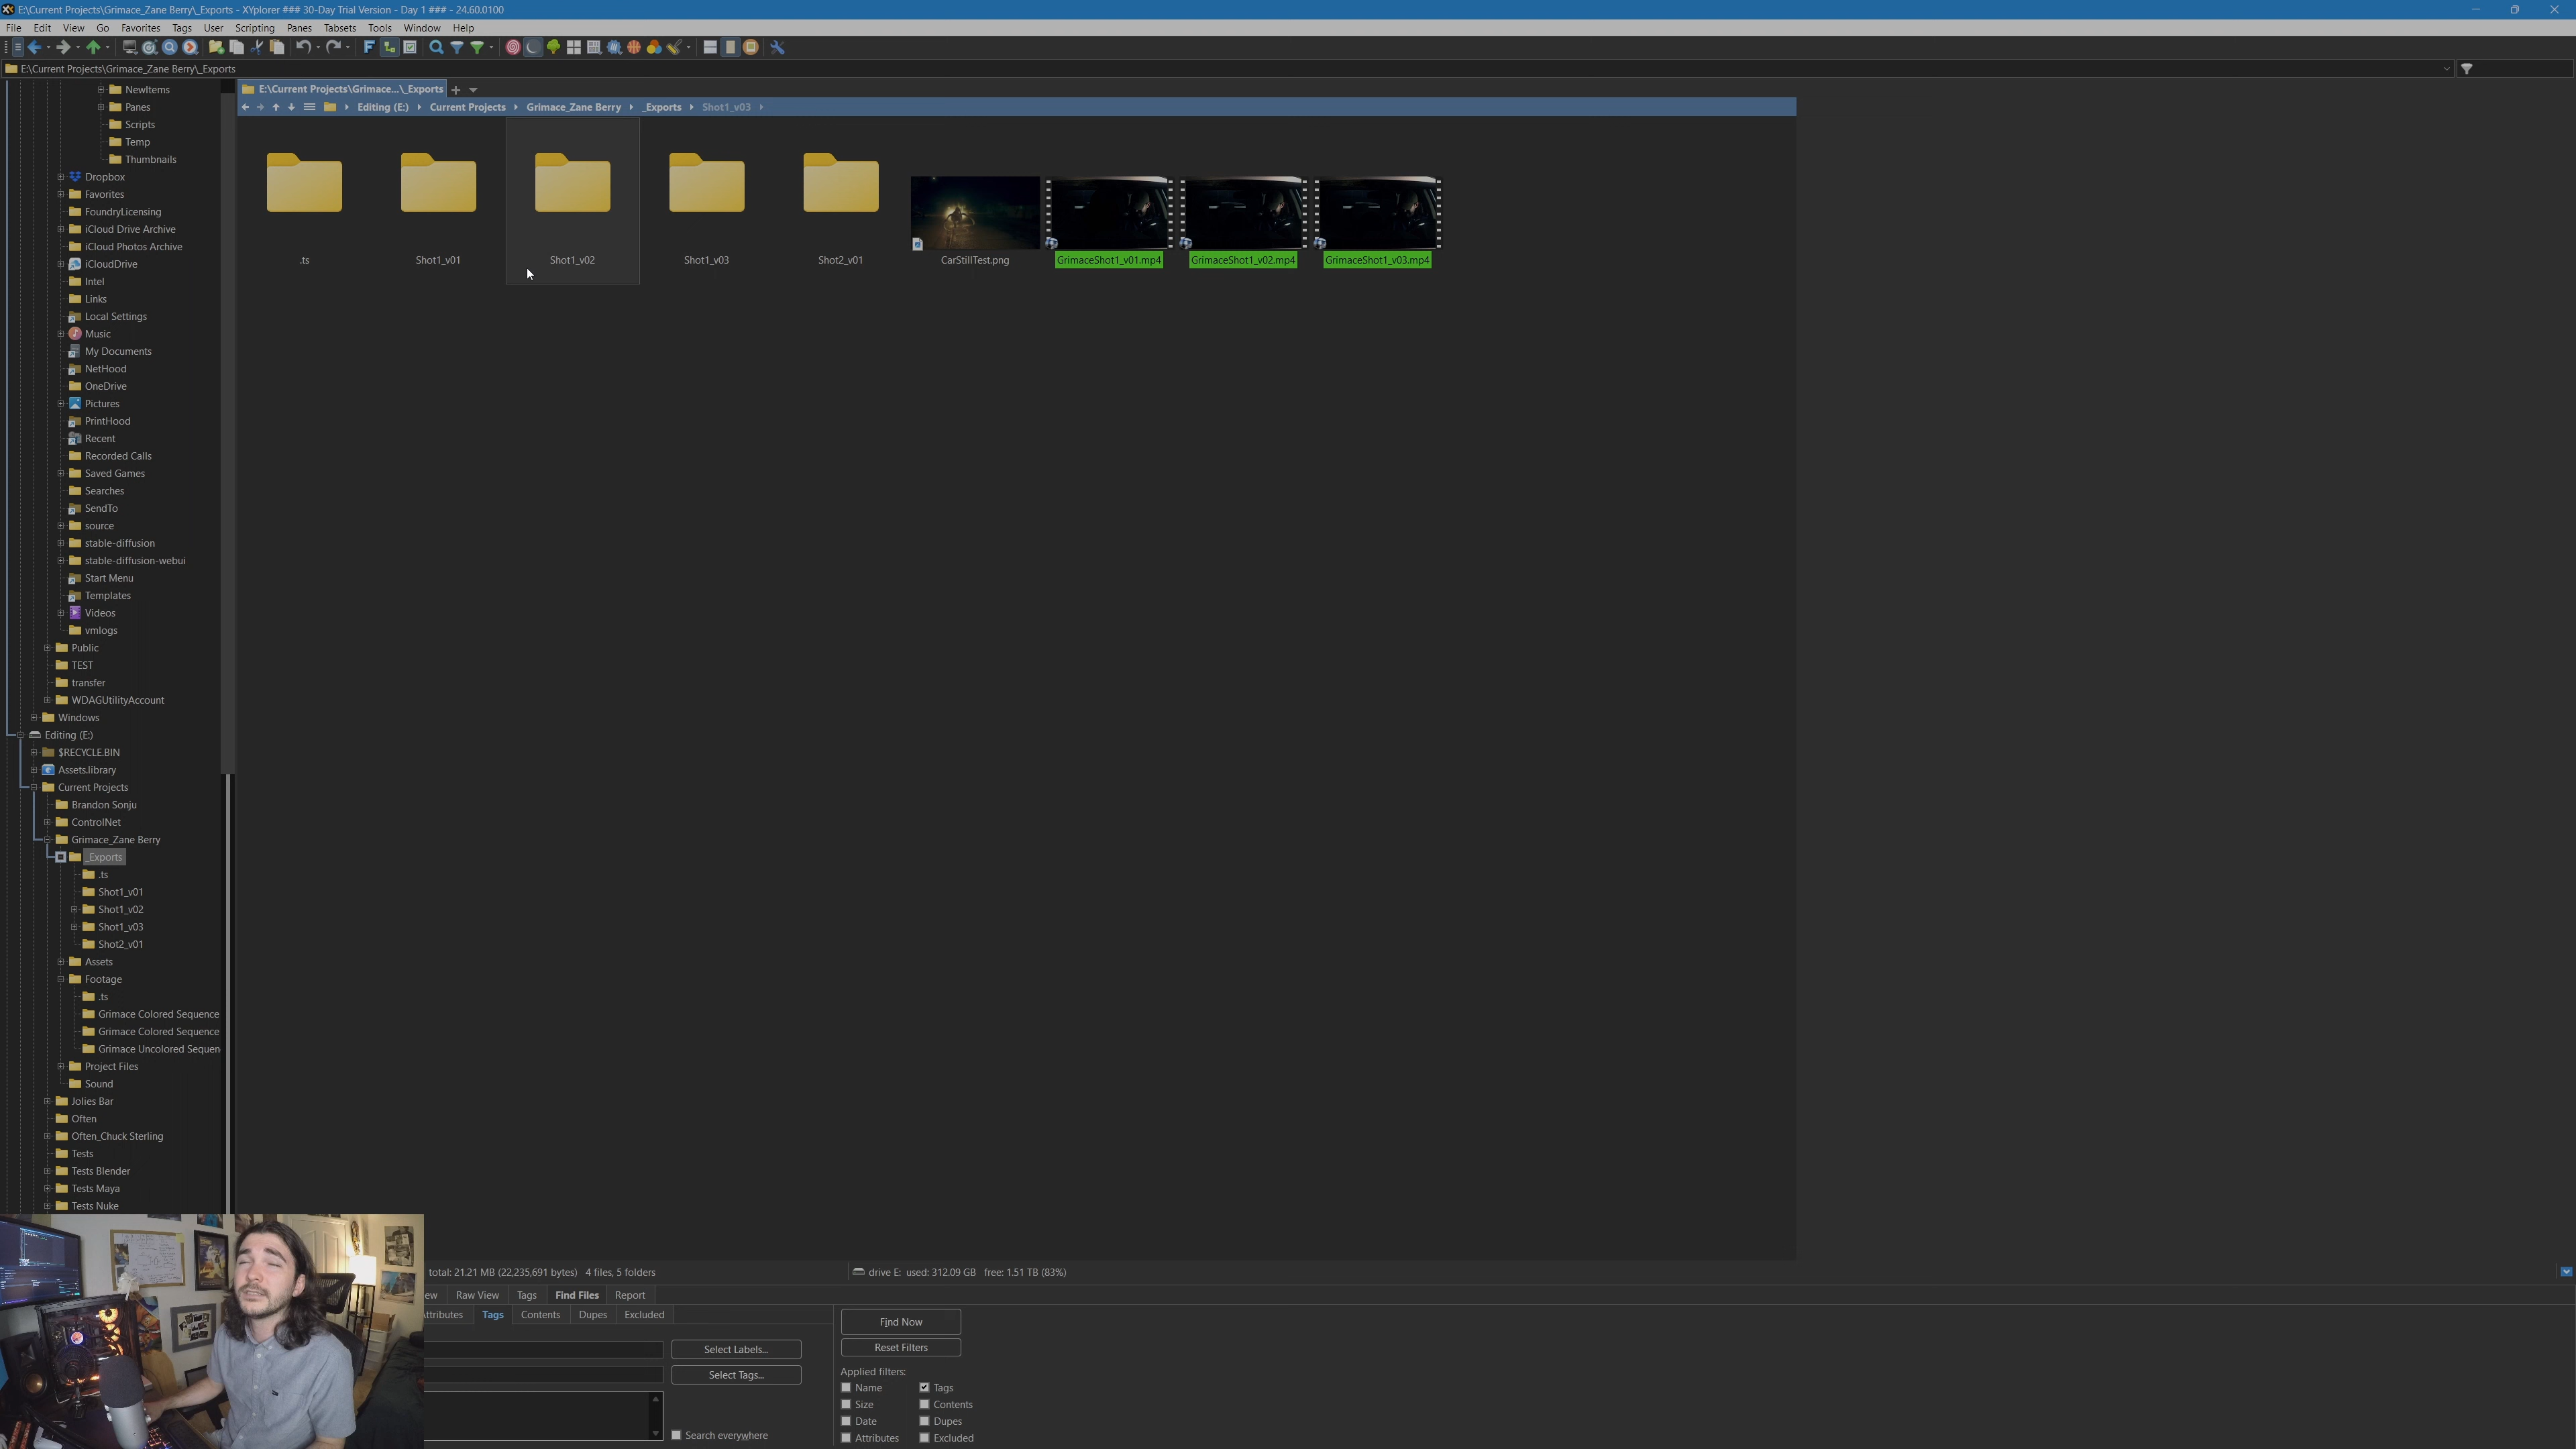 E:\Current Projects\Grimace_Zane Berry\_Exports - XYplorer ### 30-Day Trial Version - Day 1 ### - 24.60.0100
File Edit View Go Favorites Tags User Scripting Panes Tabsets Tools Window Help
E:\Current Projects\Grimace_Zane Berry\_Exports
E:\Current Projects\Grimace...\_Exports
Editing (E:) Current Projects Grimace_Zane Berry _Exports Shot1_v03
.ts Shot1_v01 Shot1_v02 Shot1_v03 Shot2_v01 CarStillTest.png GrimaceShot1_v01.mp4 GrimaceShot1_v02.mp4 GrimaceShot1_v03.mp4
NewItems
Panes
Scripts
Temp
Thumbnails
Dropbox
Favorites
FoundryLicensing
iCloud Drive Archive
iCloud Photos Archive
iCloudDrive
Intel
Links
Local Settings
Music
My Documents
NetHood
OneDrive
Pictures
PrintHood
Recent
Recorded Calls
Saved Games
Searches
SendTo
source
stable-diffusion
stable-diffusion-webui
Start Menu
Templates
Videos
vmlogs
Public
TEST
transfer
WDAGUtilityAccount
Windows
Editing (E:)
$RECYCLE.BIN
Assets.library
Current Projects
Brandon Sonju
ControlNet
Grimace_Zane Berry
_Exports
.ts
Shot1_v01
Shot1_v02
Shot1_v03
Shot2_v01
Assets
Footage
.ts
Grimace Colored Sequence
Grimace Colored Sequence
Grimace Uncolored Sequen
Project Files
Sound
Jolies Bar
Often
Often_Chuck Sterling
Tests
Tests Blender
Tests Maya
Tests Nuke
total: 21.21 MB (22,235,691 bytes) 4 files, 5 folders drive E: used: 312.09 GB free: 1.51 TB (83%)
ew Raw View Tags Find Files Report
ttributes Tags Contents Dupes Excluded
Find Now
Select Labels... Reset Filters
Select Tags... Applied filters:
Name Tags
Size Contents
Date Dupes
Search everywhere Attributes Excluded